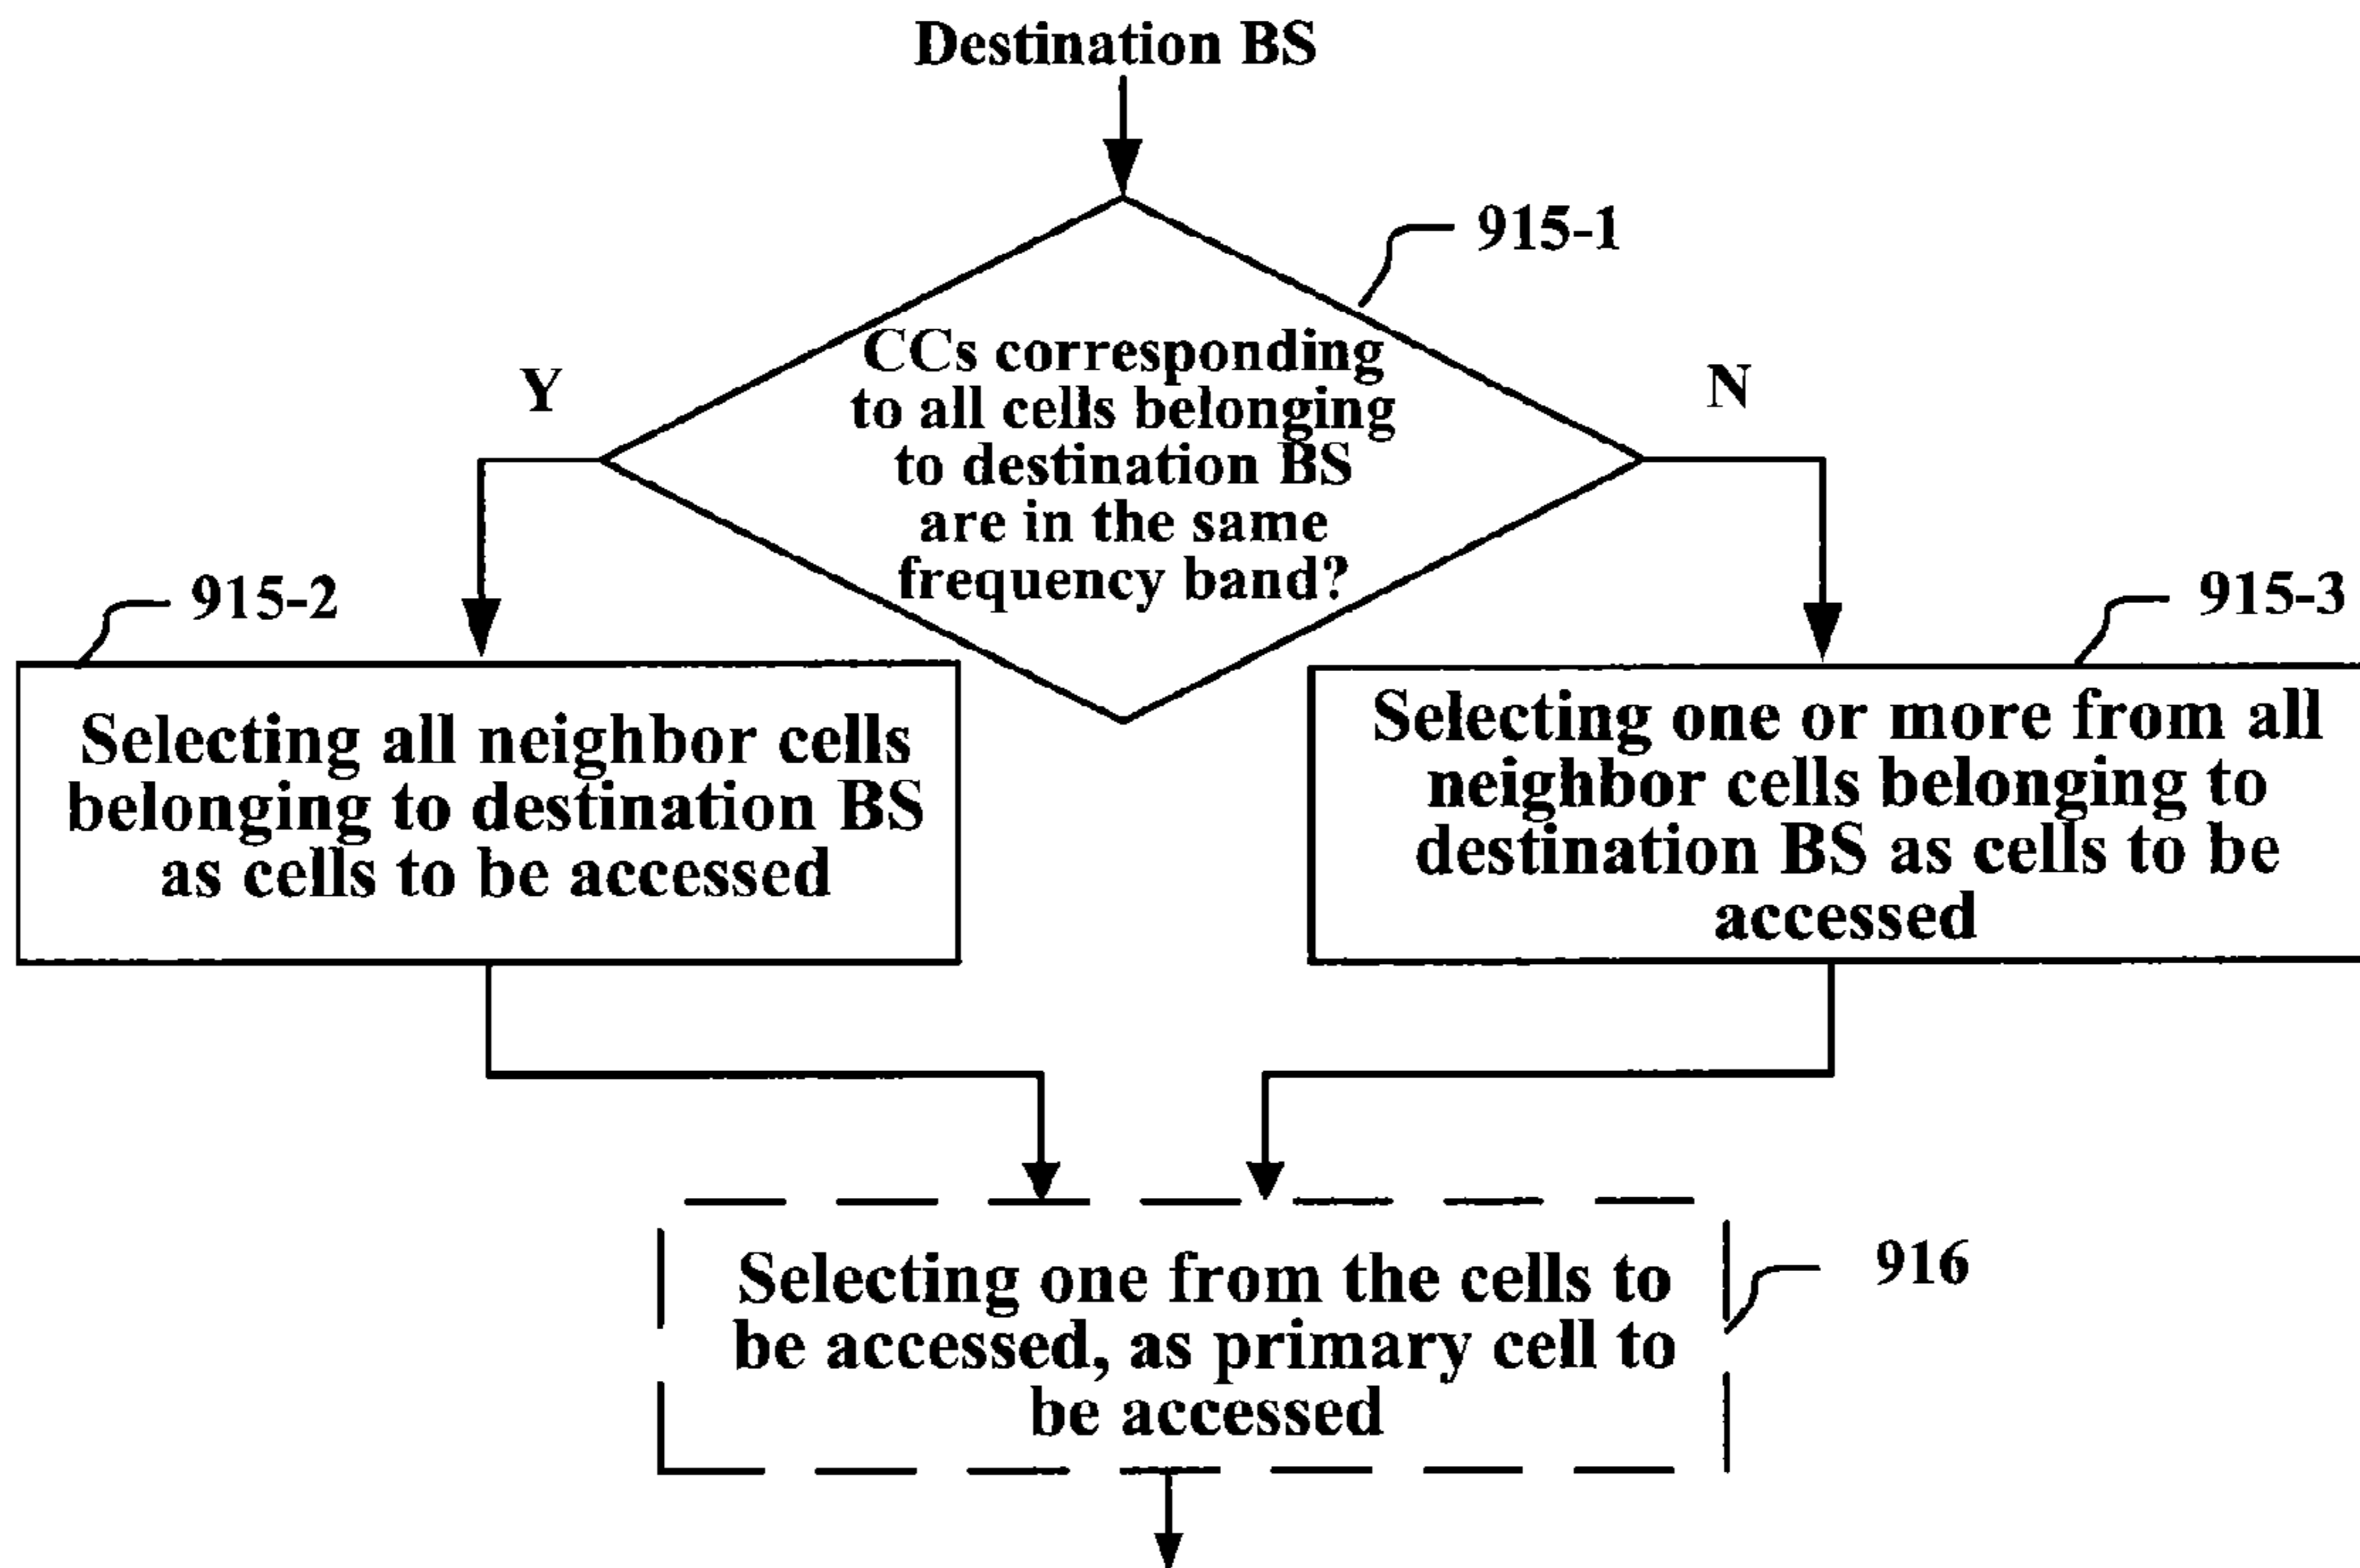 Destination BS
915-1
CCs corresponding
to all cells belonging
to destination BS
are in the same
frequency band?
Y
N
915-2
915-3
Selecting all neighbor cells
belonging to destination BS
as cells to be accessed
Selecting one or more from all
neighbor cells belonging to
destination BS as cells to be
accessed
Selecting one from the cells to
be accessed, as primary cell to
be accessed
916